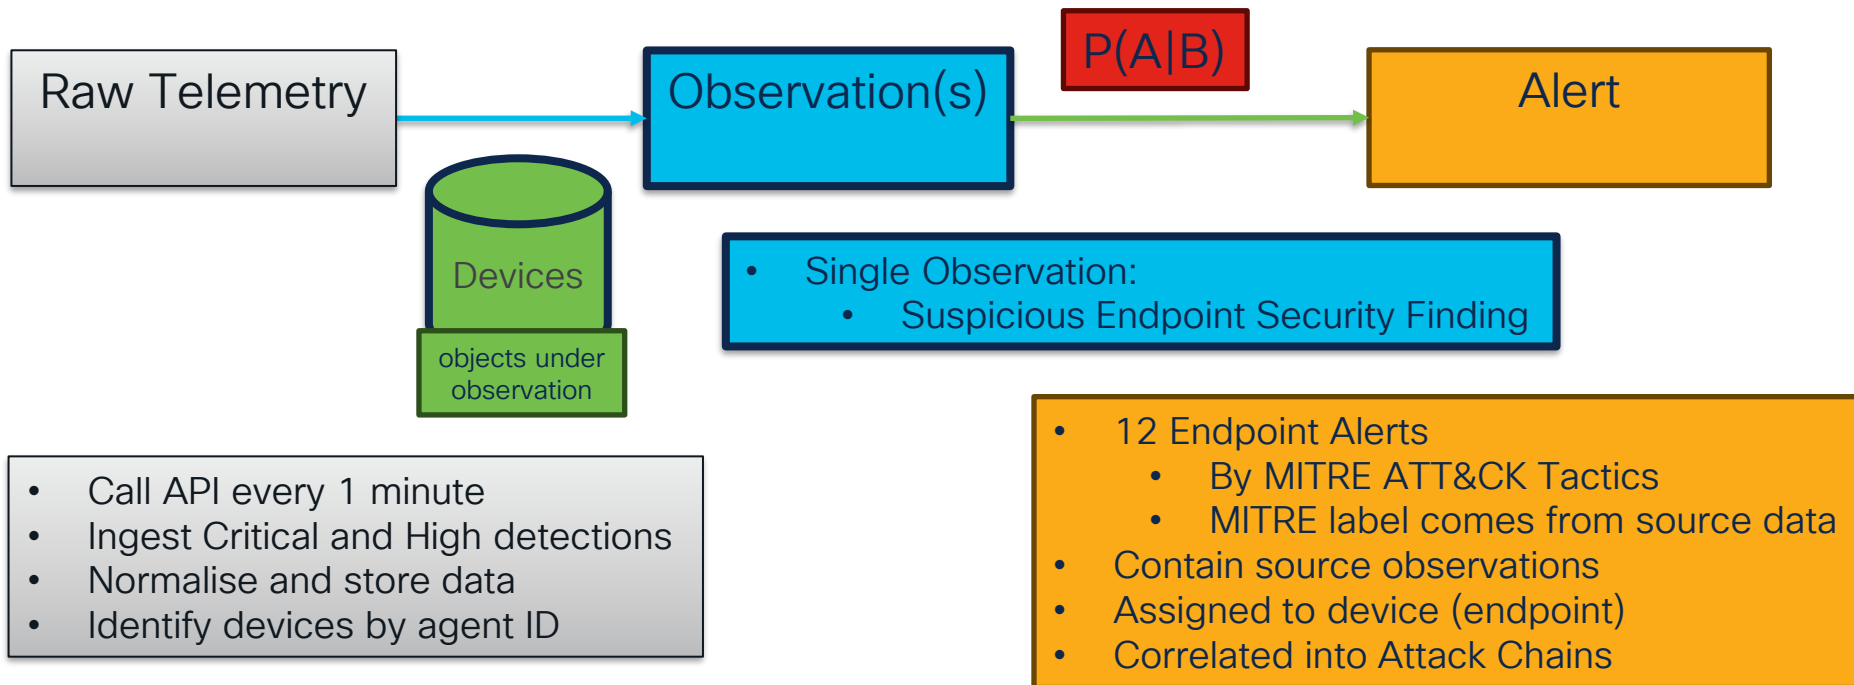 Raw Telemetry
Observation(s)
P(A|B)
Alert
Devices
objects under
observation
• Single Observation:
• Suspicious Endpoint Security Finding
• Call API every 1 minute
• Ingest Critical and High detections
• Normalise and store data
• Identify devices by agent ID
• 12 Endpoint Alerts
• By MITRE ATT&CK Tactics
• MITRE label comes from source data
• Contain source observations
• Assigned to device (endpoint)
• Correlated into Attack Chains